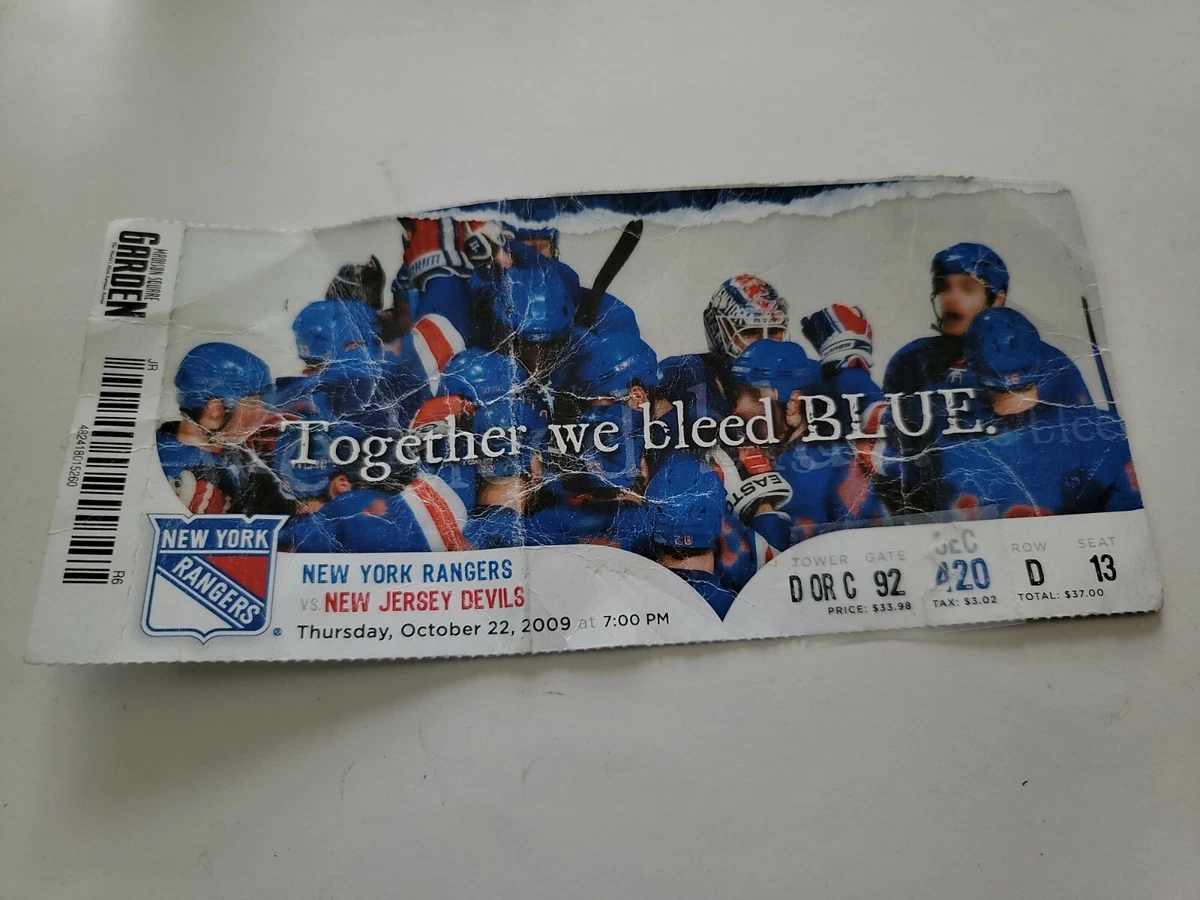 MADISON SQUARE
GARDEN
JR
48241801526​0
R6
Together we bleed BLUE.
EASTON
NEW YORK
RANGERS
®
NEW YORK RANGERS
VS. NEW JERSEY DEVILS
Thursday, October 22, 2009 at 7:00 PM
TOWER GATE SEC ROW SEAT
D OR C 92 420 D 13
PRICE: $33.98 TAX: $3.02 TOTAL: $37.00